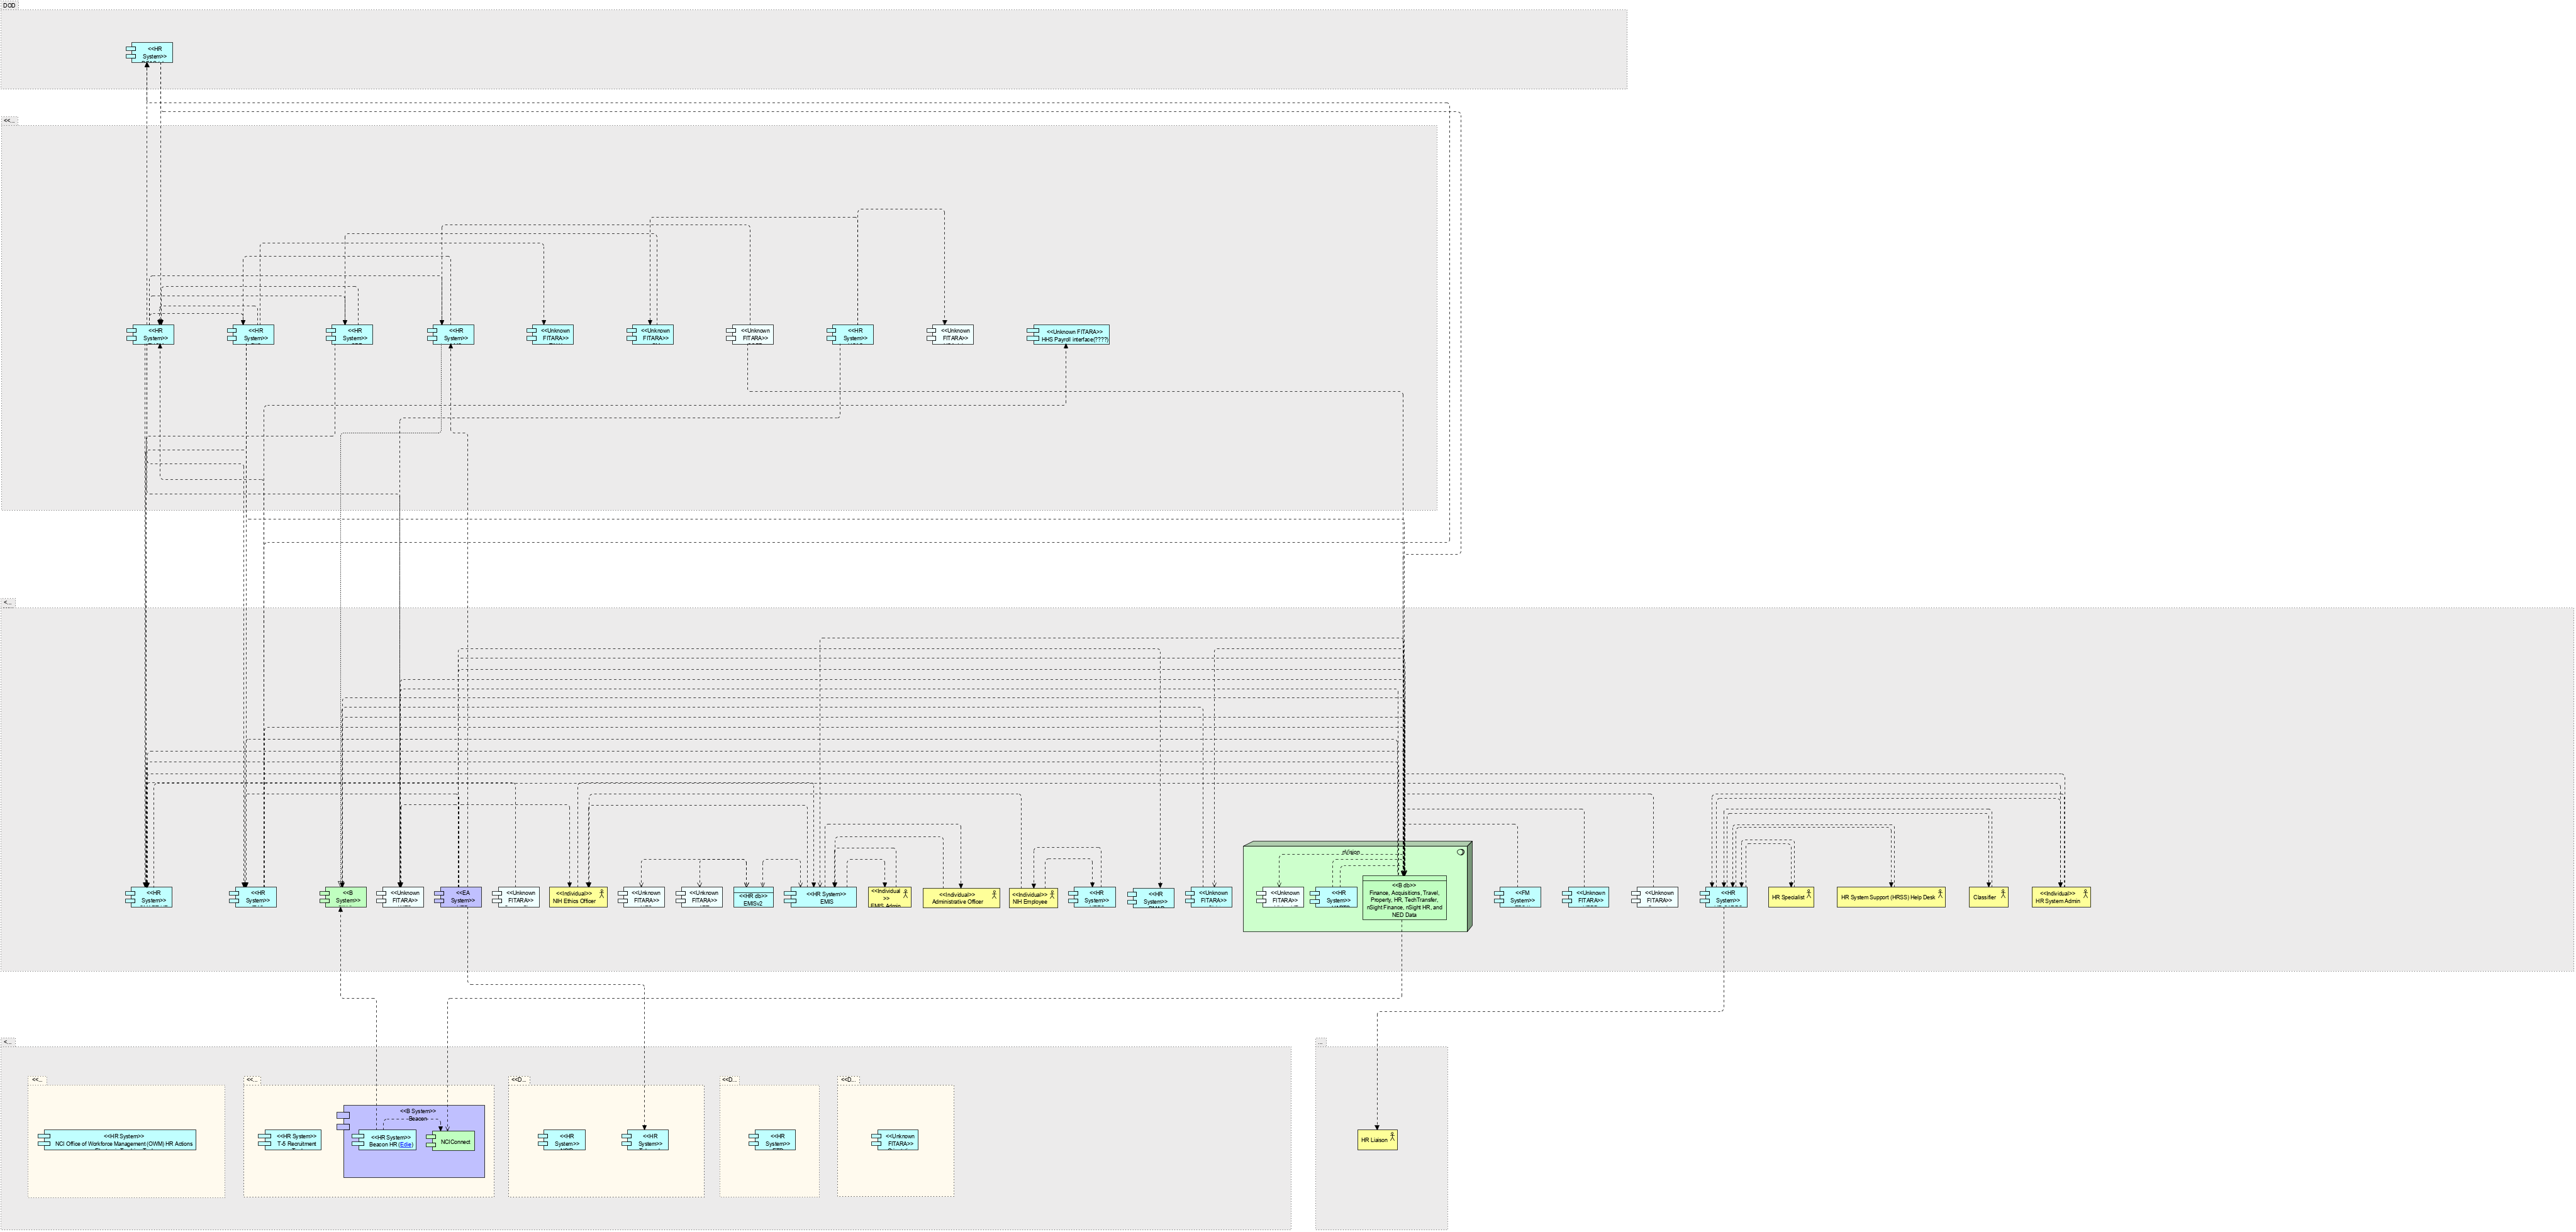 DOD
<<HR
System>>
<<...
<<HR
System>>
<<HR
System>>
<<HR
System>>
<<HR
System>>
<<Unknown
FITARA>>
<<Unknown
FITARA>>
<<Unknown
FITARA>>
<<HR
System>>
<<Unknown
FITARA>>
<<Unknown FITARA>>
HHS Payroll interface(????)
<...
nVision
<<HR
System>>
<<HR
System>>
<<B
System>>
<<Unknown
FITARA>>
<<EA
System>>
<<Unknown
FITARA>>
<<Individual>>
NIH Ethics Officer
<<Unknown
FITARA>>
<<Unknown
FITARA>>
<<HR db>>
EMISv2
<<HR System>>
EMIS
<<Individual
>>
EMIS Admin
<<Individual>>
Administrative Officer
<<Individual>>
NIH Employee
<<HR
System>>
<<HR
System>>
<<Unknown
FITARA>>
<<Unknown
FITARA>>
<<HR
System>>
<<B db>>
Finance, Acquisitions, Travel,
Property, HR, TechTransfer,
nSight Finance, nSight HR, and
NED Data
<<FM
System>>
<<Unknown
FITARA>>
<<Unknown
FITARA>>
<<HR
System>>
HR Specialist
HR System Support (HRSS) Help Desk
Classifier
<<Individual>>
HR System Admin
<...
...
<<...
<<HR System>>
NCI Office of Workforce Management (OWM) HR Actions
<<...
<<HR System>>
T-5 Recruitment
<<B System>>
Beacon
<<HR System>>
Beacon HR (Edie)
NCIConnect
<<D...
<<HR
System>>
<<HR
System>>
<<D...
<<HR
System>>
<<D...
<<Unknown
FITARA>>
HR Liaison